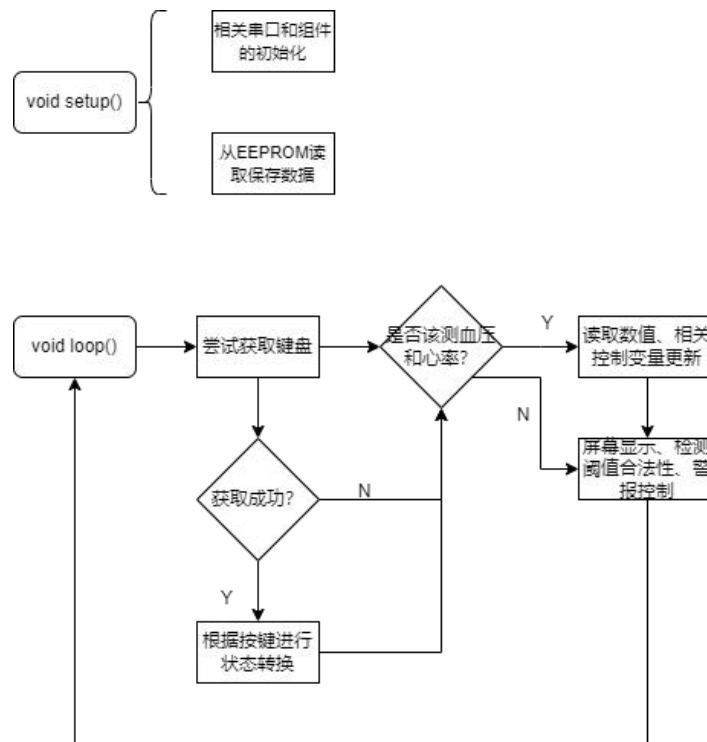 相关串口和组件
的初始化
void setup()
从EEPROM读
取保存数据
void loop()
尝试获取键盘
是否该测血压
和心率?
Y
读取数值、相关
控制变量更新
N
屏幕显示、检测
阈值合法性、警
报控制
获取成功?
N
Y
根据按键进行
状态转换